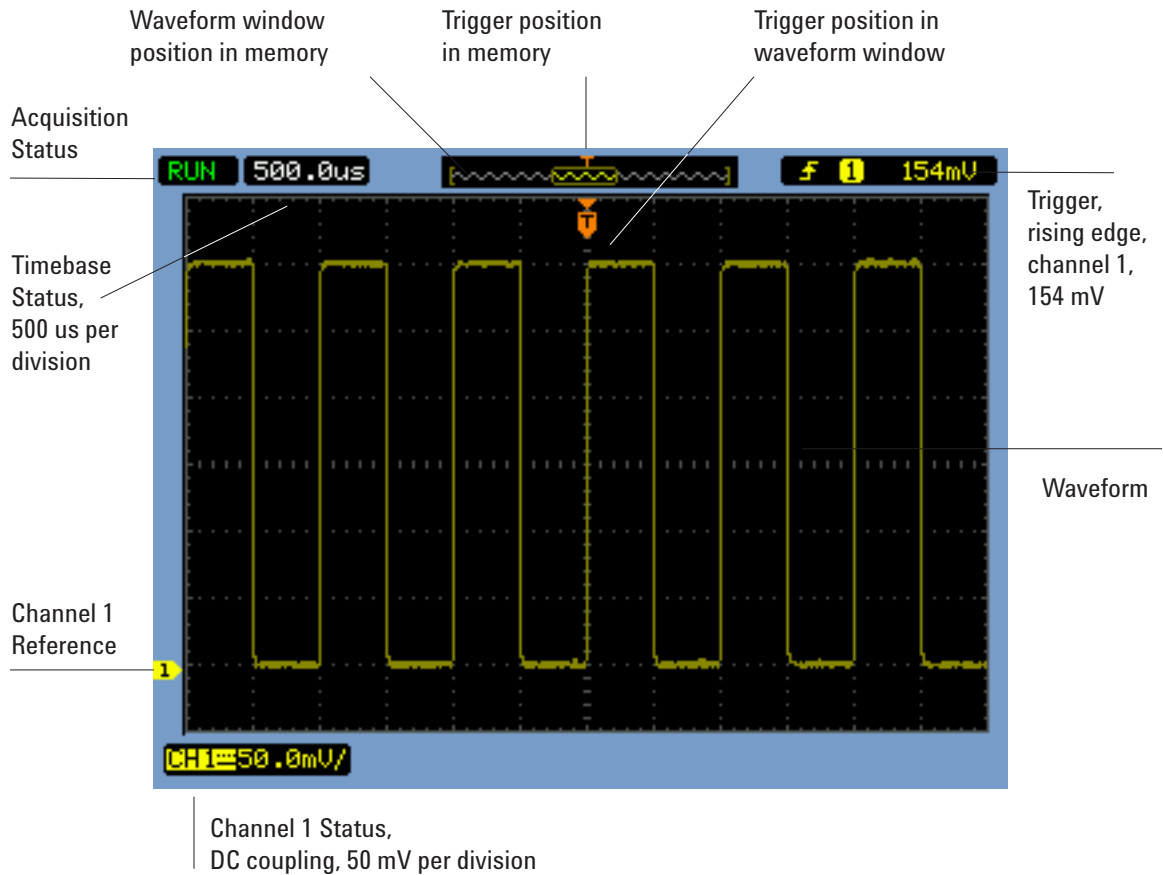 Waveform window
position in memory
Trigger position
in memory
Trigger position in
waveform window
Acquisition
Status
RUN
500.0us
T
1
154mV
T
Trigger,
rising edge,
channel 1,
154 mV
Timebase
Status,
500 us per
division
Waveform
Channel 1
Reference
1
CH1 50.0mV/
Channel 1 Status,
DC coupling, 50 mV per division